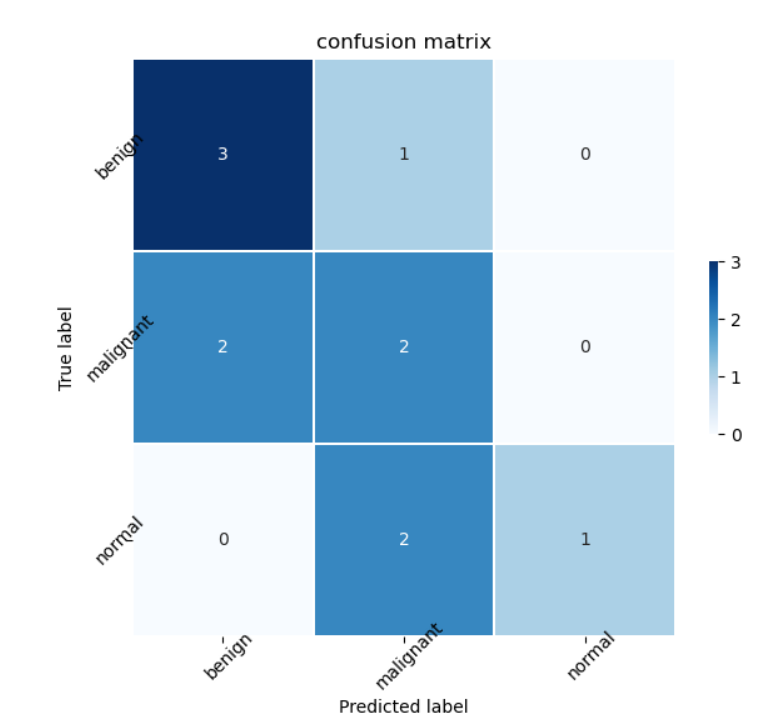 confusion matrix
benign
3
1
0
malignant
2
2
0
normal
0
2
1
True label
benign
malignant
normal
Predicted label
3
2
1
0